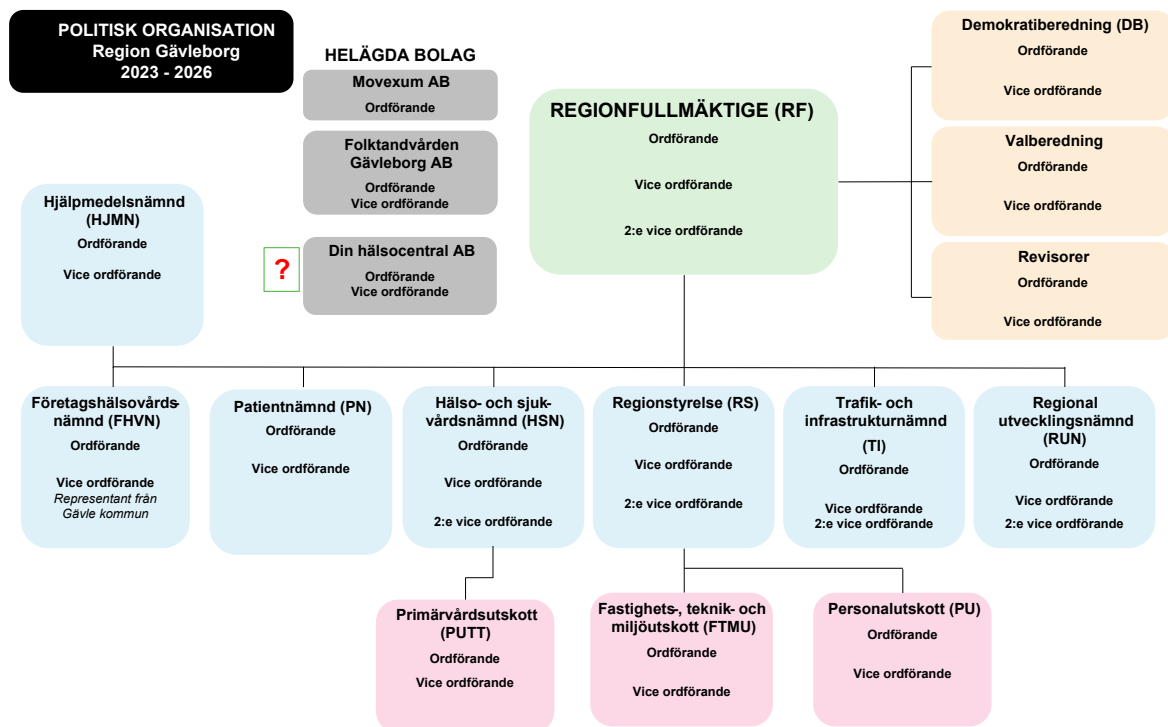 POLITISK ORGANISATION
Region Gävleborg
2023 - 2026
HELÄGDA BOLAG
Movexum AB
Ordförande
Folktandvården
Gävleborg AB
Ordförande
Vice ordförande
?
Din hälsocentral AB
Ordförande
Vice ordförande
REGIONFULLMÄKTIGE (RF)
Ordförande
Vice ordförande
2:e vice ordförande
Demokratiberedning (DB)
Ordförande
Vice ordförande
Valberedning
Ordförande
Vice ordförande
Revisorer
Ordförande
Vice ordförande
Hjälpmedelsnämnd
(HJMN)
Ordförande
Vice ordförande
Företagshälsovårds-
nämnd (FHVN)
Ordförande
Vice ordförande
Representant från
Gävle kommun
Patientnämnd (PN)
Ordförande
Vice ordförande
Hälso- och sjuk-
vårdsnämnd (HSN)
Ordförande
Vice ordförande
2:e vice ordförande
Regionstyrelse (RS)
Ordförande
Vice ordförande
2:e vice ordförande
Trafik- och
infrastrukturnämnd
(TI)
Ordförande
Vice ordförande
2:e vice ordförande
Regional
utvecklingsnämnd
(RUN)
Ordförande
Vice ordförande
2:e vice ordförande
Primärvårdsutskott
(PUTT)
Ordförande
Vice ordförande
Fastighets-, teknik- och
miljöutskott (FTMU)
Ordförande
Vice ordförande
Personalutskott (PU)
Ordförande
Vice ordförande